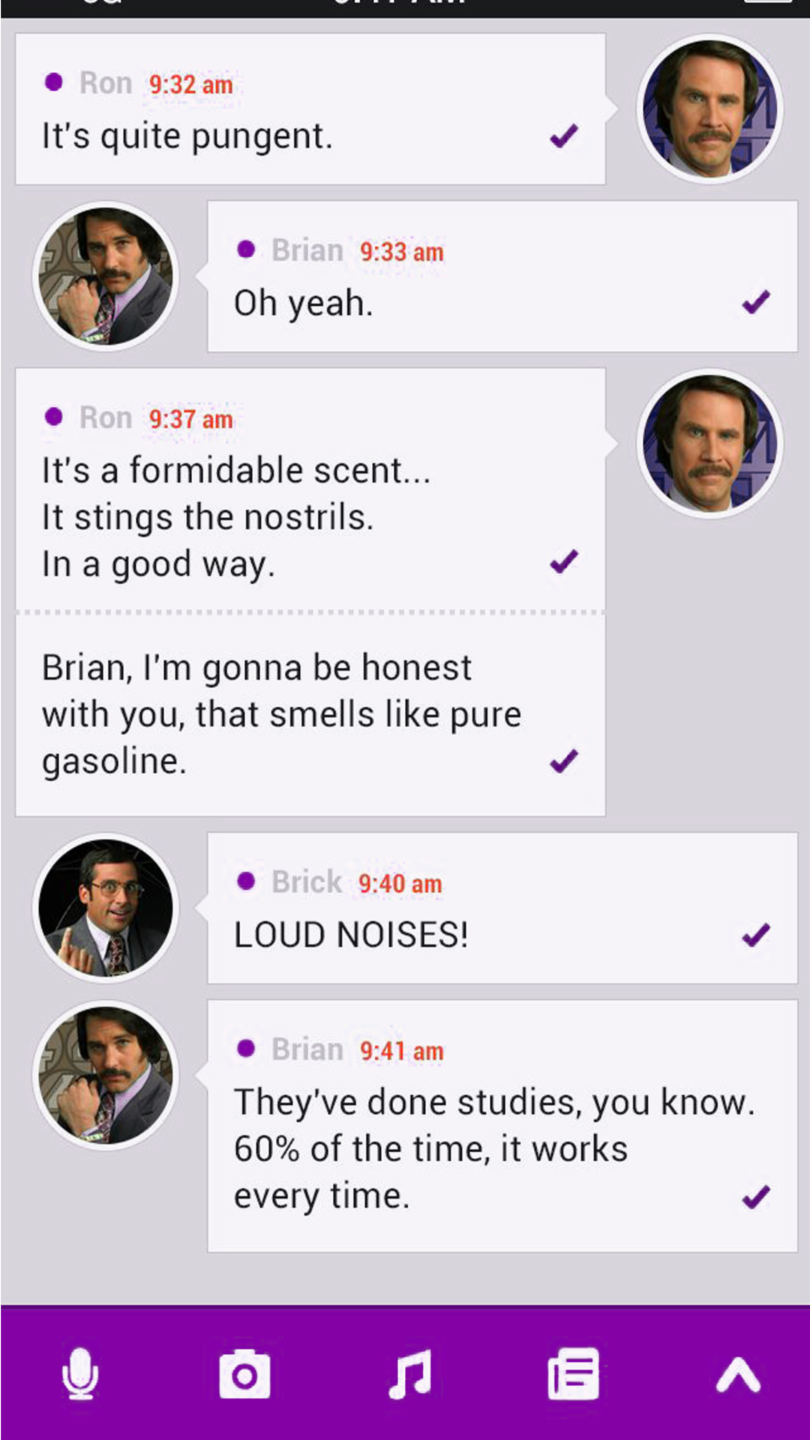 Ron 9:32 am
It's quite pungent.
Brian 9:33 am
Oh yeah.
Ron 9:37 am
It's a formidable scent...
It stings the nostrils.
In a good way.
Brian, I'm gonna be honest
with you, that smells like pure
gasoline.
Brick 9:40 am
LOUD NOISES!
Brian 9:41 am
They've done studies, you know.
60% of the time, it works
every time.